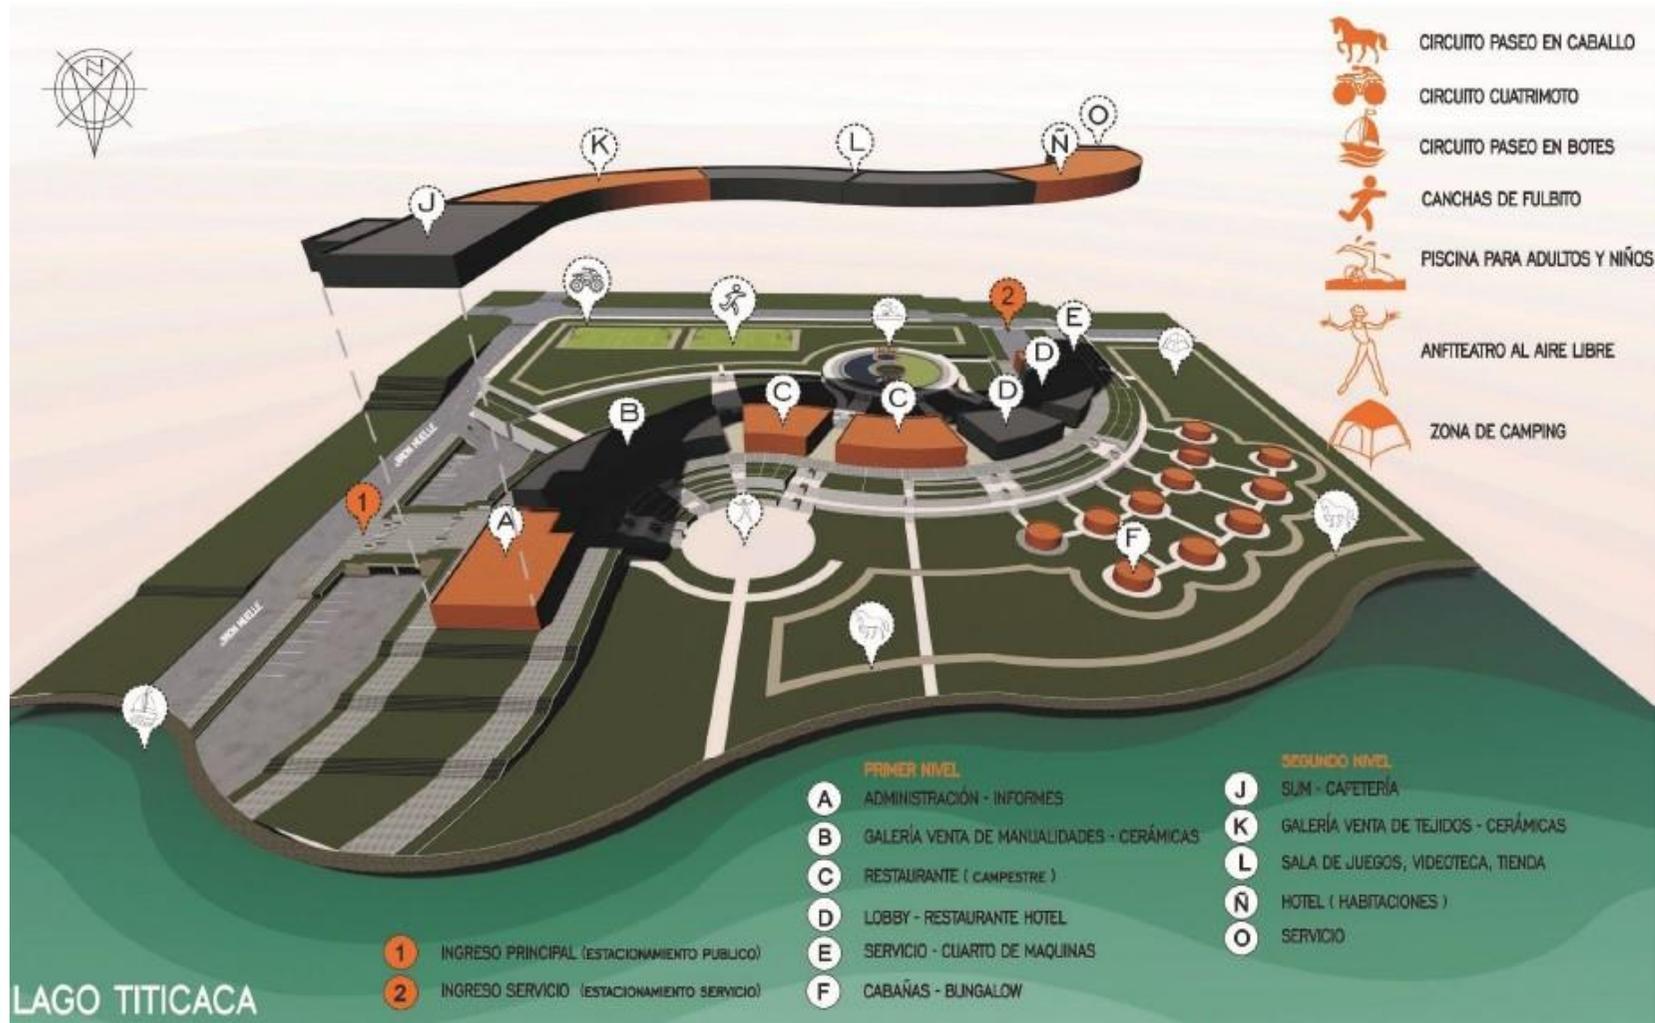 N
CIRCUITO PASEO EN CABALLO
CIRCUITO CUATRIMOTO
CIRCUITO PASEO EN BOTES
CANCHAS DE FULBITO
PISCINA PARA ADULTOS Y NIÑOS
ANFITEATRO AL AIRE LIBRE
ZONA DE CAMPING
O
K
L
Ñ
J
2
E
D
C
C
D
B
JIRON MUELLE
1
A
F
JIRON MUELLE
PRIMER NIVEL
A ADMINISTRACIÓN - INFORMES
B GALERÍA VENTA DE MANUALIDADES - CERÁMICAS
C RESTAURANTE ( CAMPESTRE )
D LOBBY - RESTAURANTE HOTEL
E SERVICIO - CUARTO DE MAQUINAS
F CABAÑAS - BUNGALOW
SEGUNDO NIVEL
J SUM - CAFETERÍA
K GALERÍA VENTA DE TEJIDOS - CERÁMICAS
L SALA DE JUEGOS, VIDEOTECA, TIENDA
Ñ HOTEL ( HABITACIONES )
O SERVICIO
1 INGRESO PRINCIPAL (ESTACIONAMIENTO PUBLICO)
2 INGRESO SERVICIO (ESTACIONAMIENTO SERVICIO)
LAGO TITICACA